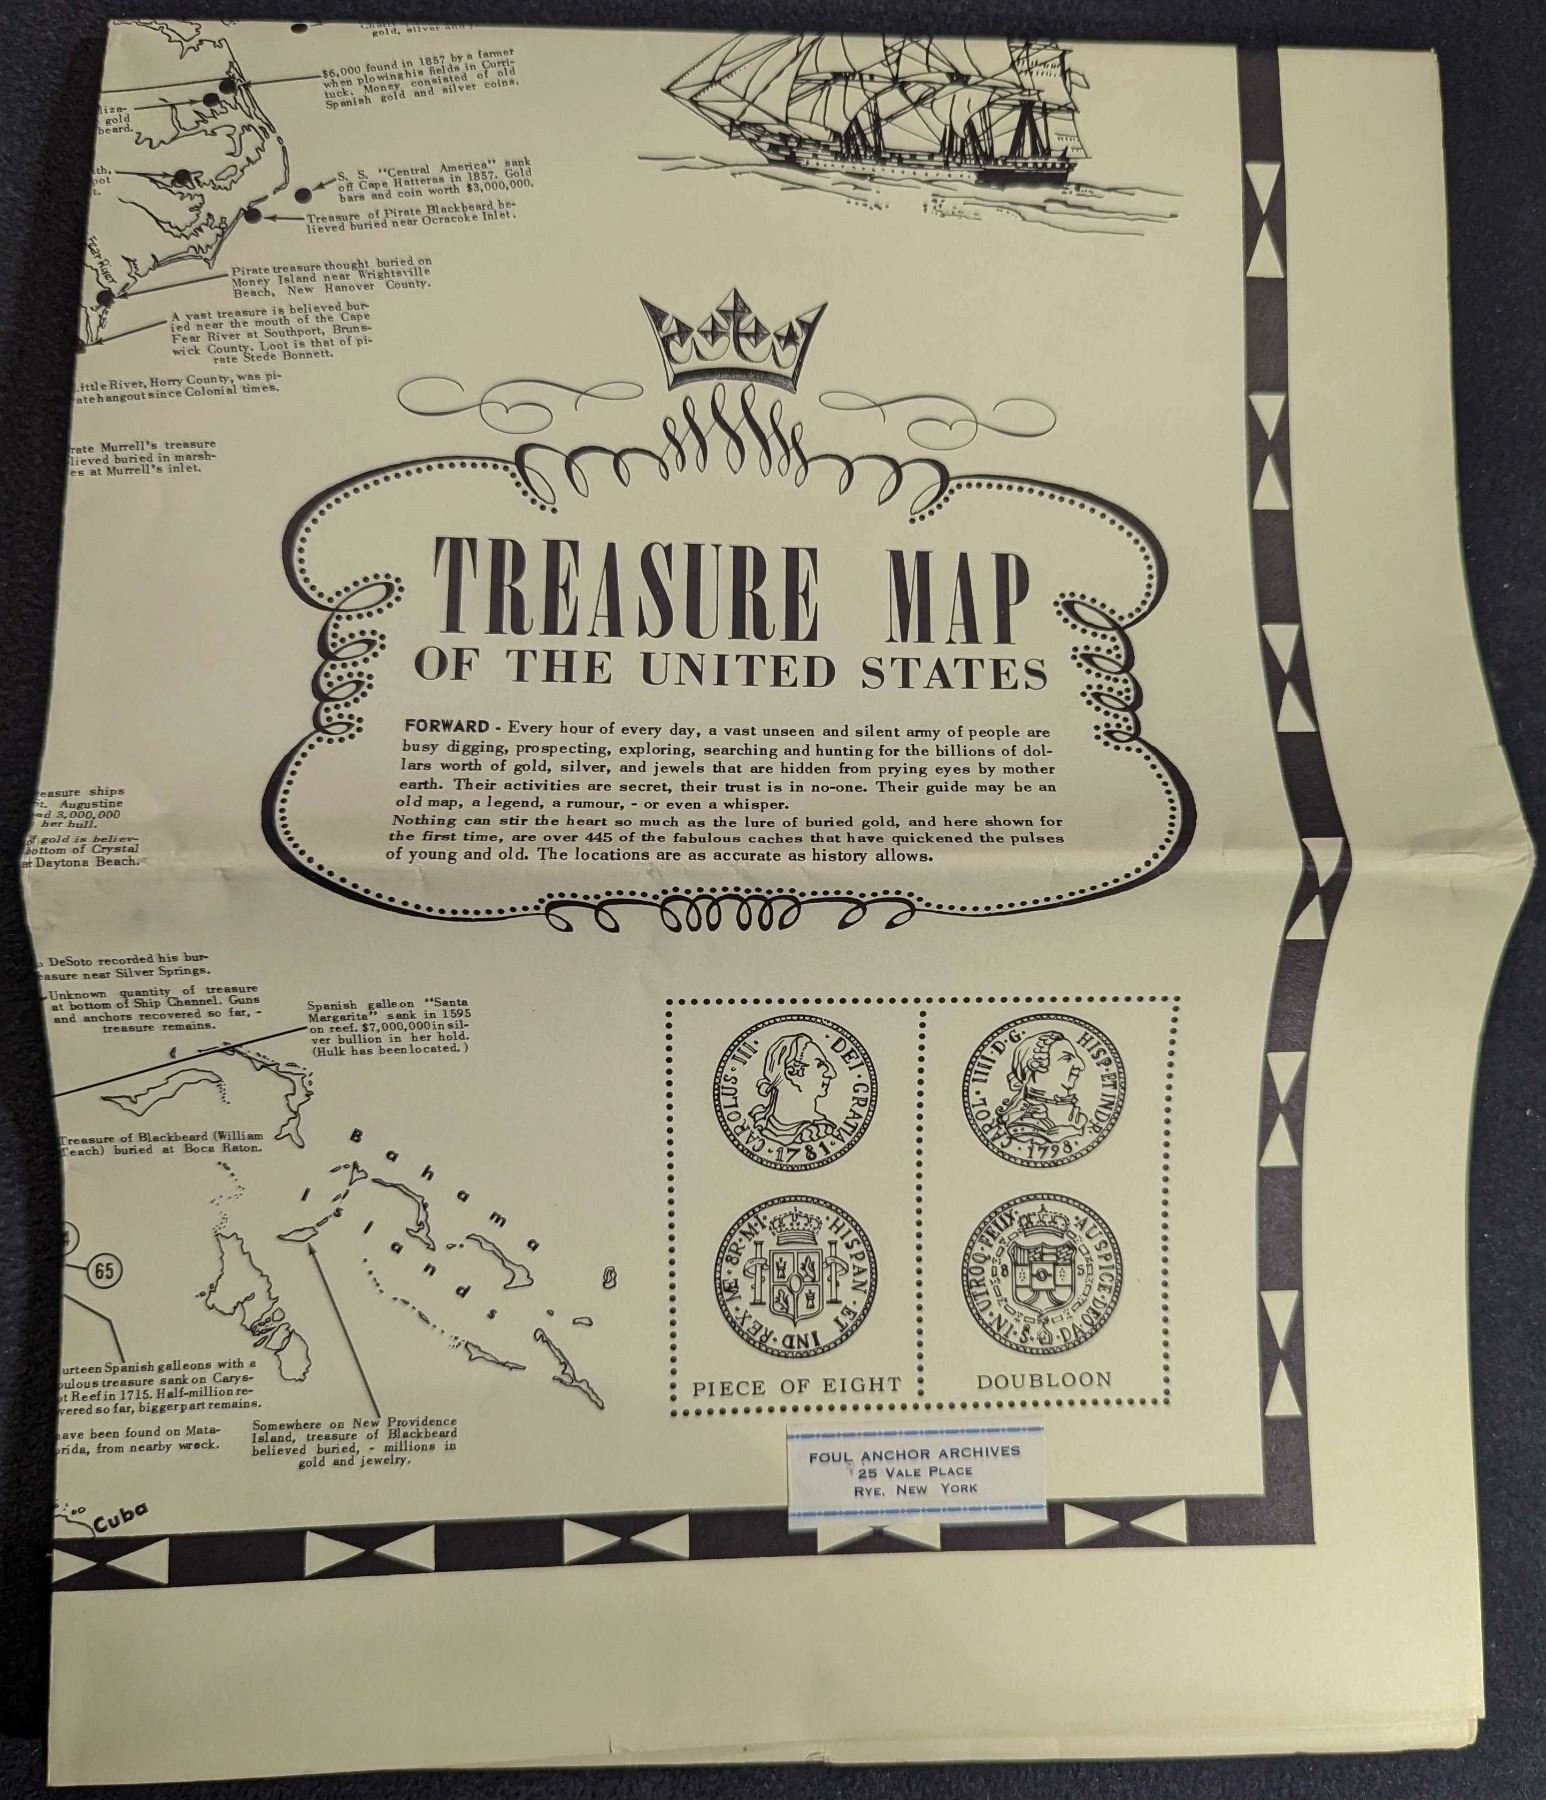 gold, silver and
$6,000 found in 1857 by a farmer
when plowing his fields in Curri-
tuck. Money consisted of old
Spanish gold and silver coins.
gold
beard.
S. S. "Central America" sank
off Cape Hatteras in 1857. Gold
bars and coin worth $3,000,000.
Treasure of Pirate Blackbeard be-
lieved buried near Ocracoke Inlet.
Fear River
Pirate treasure thought buried on
Money Island near Wrightsville
Beach, New Hanover County.
A vast treasure is believed bur-
ied near the mouth of the Cape
Fear River at Southport, Bruns-
wick County. Loot is that of pi-
rate Stede Bonnett.
ittle River, Horry County, was pi-
ate hangout since Colonial times.
rate Murrell's treasure
lieved buried in marsh-
es at Murrell's inlet.
TREASURE MAP
OF THE UNITED STATES
FORWARD - Every hour of every day, a vast unseen and silent army of people are
busy digging, prospecting, exploring, searching and hunting for the billions of dol-
lars worth of gold, silver, and jewels that are hidden from prying eyes by mother
earth. Their activities are secret, their trust is in no-one. Their guide may be an
old map, a legend, a rumour, - or even a whisper.
Nothing can stir the heart so much as the lure of buried gold, and here shown for
the first time, are over 445 of the fabulous caches that have quickened the pulses
of young and old. The locations are as accurate as history allows.
easure ships
t. Augustine
nd 3,000,000
her hull.
of gold is believ-
bottom of Crystal
at Daytona Beach.
DeSoto recorded his bur-
easure near Silver Springs.
Unknown quantity of treasure
at bottom of Ship Channel. Guns
and anchors recovered so far, -
treasure remains.
Spanish galleon "Santa
Margarita" sank in 1595
on reef. $7,000,000 in sil-
ver bullion in her hold.
(Hulk has been located.)
Treasure of Blackbeard (William
Teach) buried at Boca Raton.
Bahama
Islands
65
urteen Spanish galleons with a
bulous treasure sank on Carys-
t Reef in 1715. Half-million re-
vered so far, bigger part remains.
ave been found on Mata-
rida, from nearby wreck.
Somewhere on New Providence
Island, treasure of Blackbeard
believed buried, - millions in
gold and jewelry.
Cuba
CAROLUS·III· ·DEI·GRATIA·
·1781·
CAROL·IIII·D·G· HISP·ET IND·R·
·1798·
·HISPAN·ET IND·REX·ME·8R·M·I·
·IN·UTROQ·FELIX· ·AUSPICE·DEO·
8 S
PIECE OF EIGHT
DOUBLOON
FOUL ANCHOR ARCHIVES
25 VALE PLACE
RYE, NEW YORK